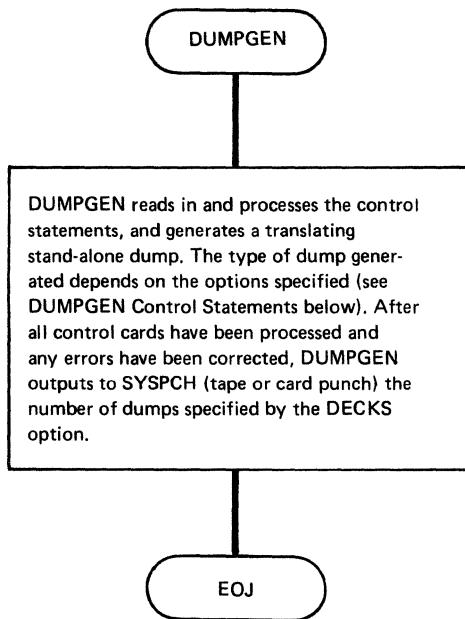 DUMPGEN
DUMPGEN reads in and processes the control
statements, and generates a translating
stand-alone dump. The type of dump gener-
ated depends on the options specified (see
DUMPGEN Control Statements below). After
all control cards have been processed and
any errors have been corrected, DUMPGEN
outputs to SYSPCH (tape or card punch) the
number of dumps specified by the DECKS
option.
EOJ